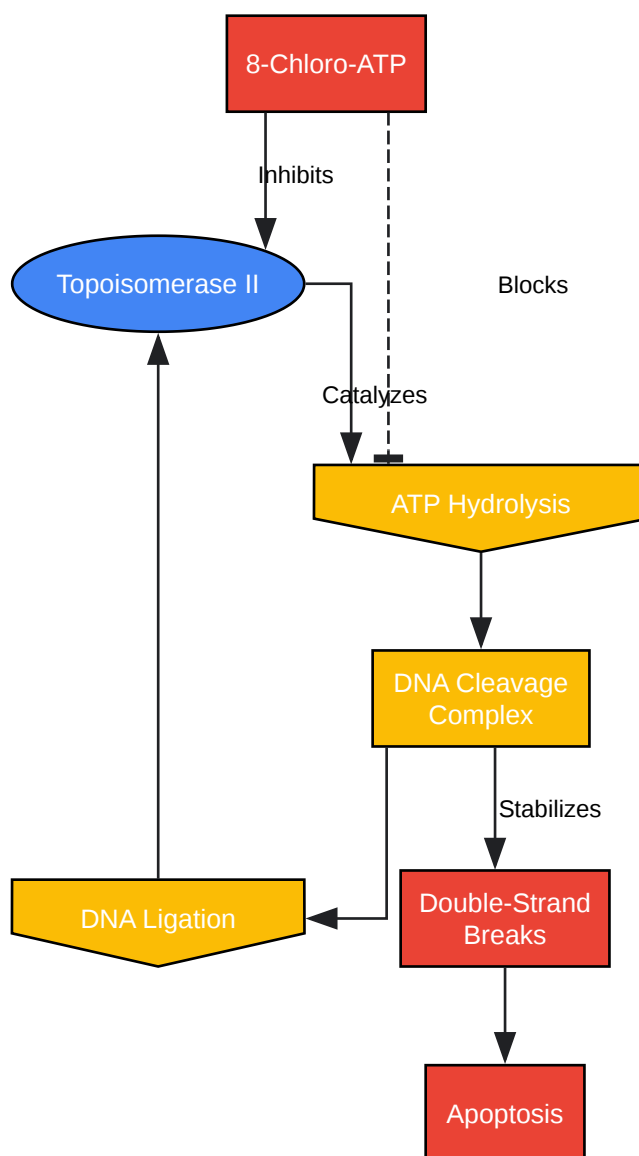 8-Chloro-ATP
Inhibits
Topoisomerase II
Blocks
Catalyzes
ATP Hydrolysis
DNA Cleavage
Complex
Stabilizes
DNA Ligation
Double-Strand
Breaks
Apoptosis